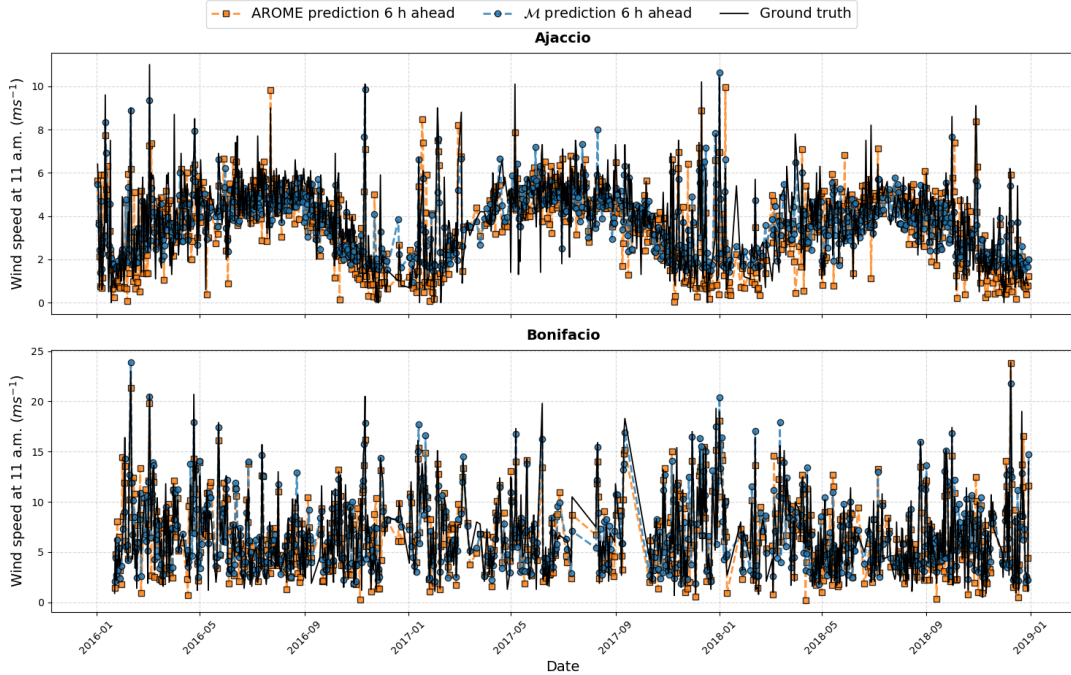 AROME prediction 6 h ahead
ℳ prediction 6 h ahead
Ground truth
Ajaccio
Wind speed at 11 a.m. (ms⁻¹)
10
8
6
4
2
0
Bonifacio
Wind speed at 11 a.m. (ms⁻¹)
25
20
15
10
5
0
2016-01
2016-05
2016-09
2017-01
2017-05
2017-09
2018-01
2018-05
2018-09
2019-01
Date